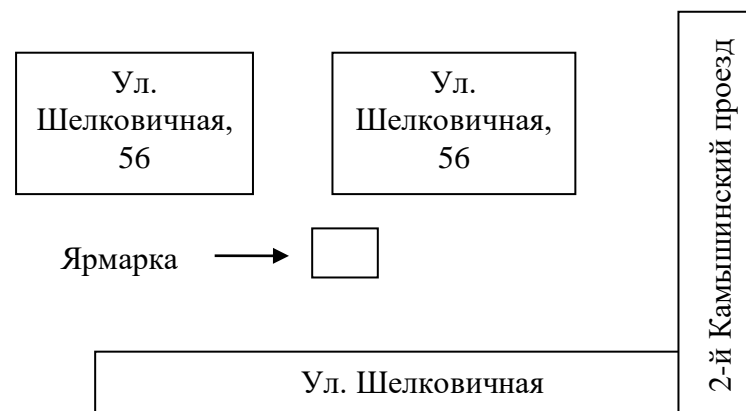 Ул.
Шелковичная,
56
Ул.
Шелковичная,
56
2-й Камышинский проезд
Ярмарка
Ул. Шелковичная